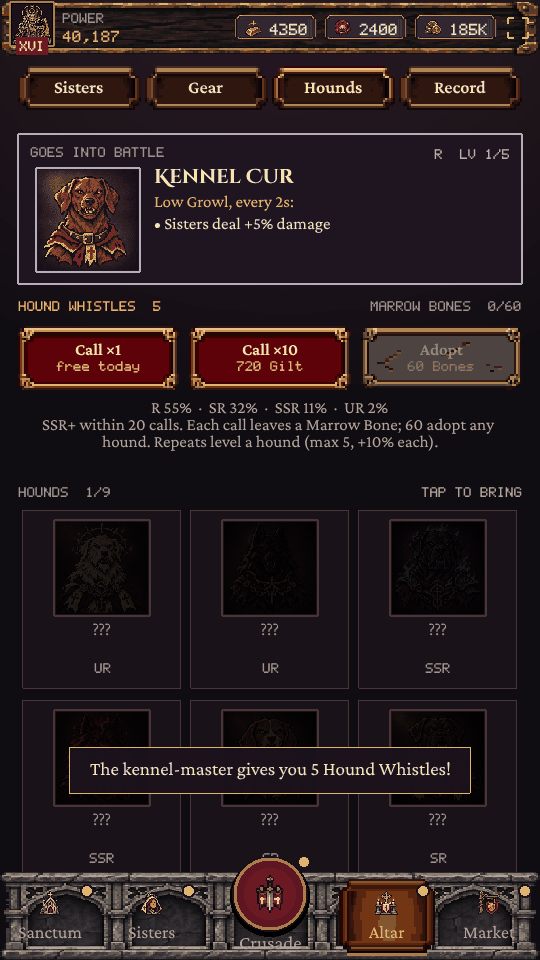 POWER
40,187
XVI
4350
2400
185K
Sisters
Gear
Hounds
Record
GOES INTO BATTLE
R LV 1/5
Kennel Cur
Low Growl, every 2s:
• Sisters deal +5% damage
HOUND WHISTLES 5
MARROW BONES 0/60
Call ×1
free today
Call ×10
720 Gilt
Adopt
60 Bones
R 55% · SR 32% · SSR 11% · UR 2%
SSR+ within 20 calls. Each call leaves a Marrow Bone; 60 adopt any
hound. Repeats level a hound (max 5, +10% each).
HOUNDS 1/9
TAP TO BRING
???
???
???
UR
UR
SSR
The kennel-master gives you 5 Hound Whistles!
???
???
???
SSR
SR
SR
Sanctum
Sisters
Crusade
Altar
Market